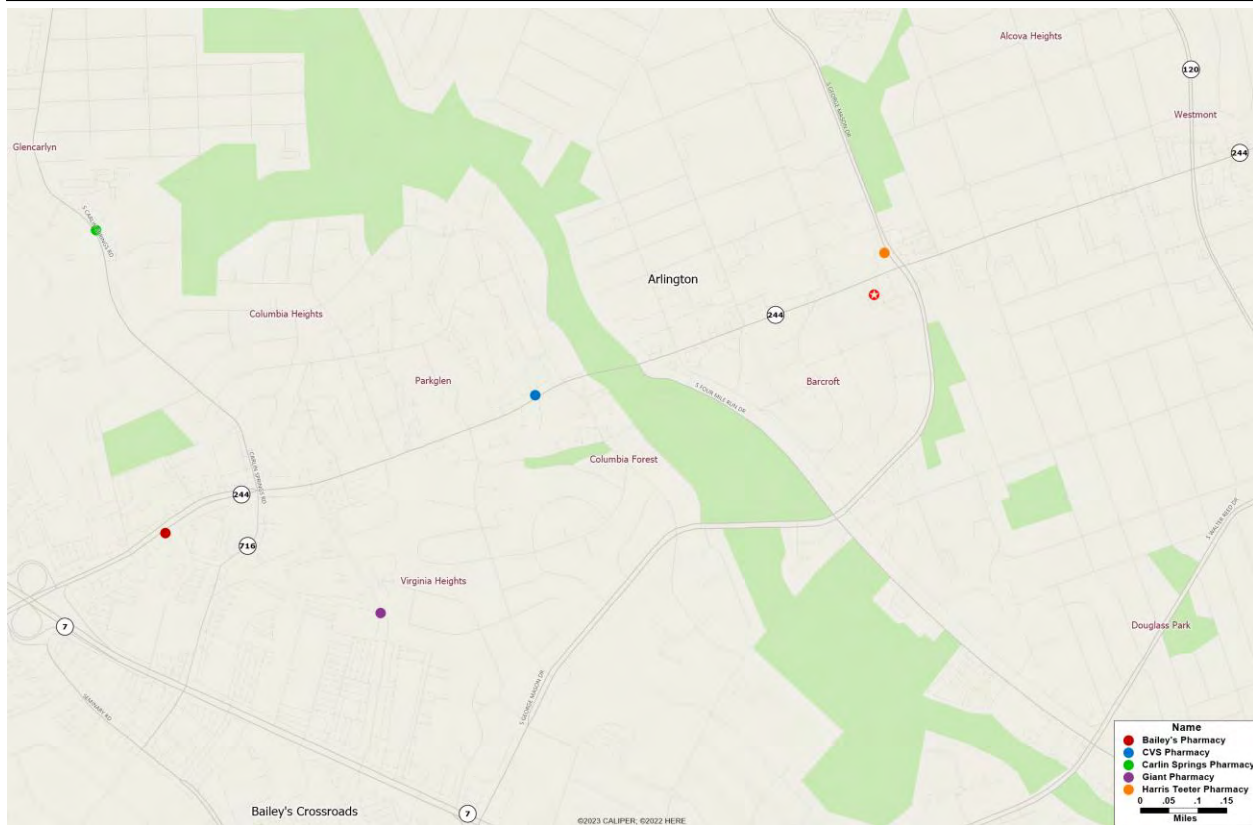 Alcova Heights
120
S GEORGE MASON DR
Westmont
Glencarlyn
244
S CARLIN SPRINGS RD
Arlington
Columbia Heights
244
Parkglen
Barcroft
S FOUR MILE RUN DR
Columbia Forest
CARLIN SPRINGS RD
244
S WALTER REED DR
716
Virginia Heights
7
Douglass Park
SEMINARY RD
S GEORGE MASON DR
Name
Bailey's Pharmacy
CVS Pharmacy
Carlin Springs Pharmacy
Giant Pharmacy
Harris Teeter Pharmacy
0 .05 .1 .15
Miles
Bailey's Crossroads
7
©2023 CALIPER; ©2022 HERE